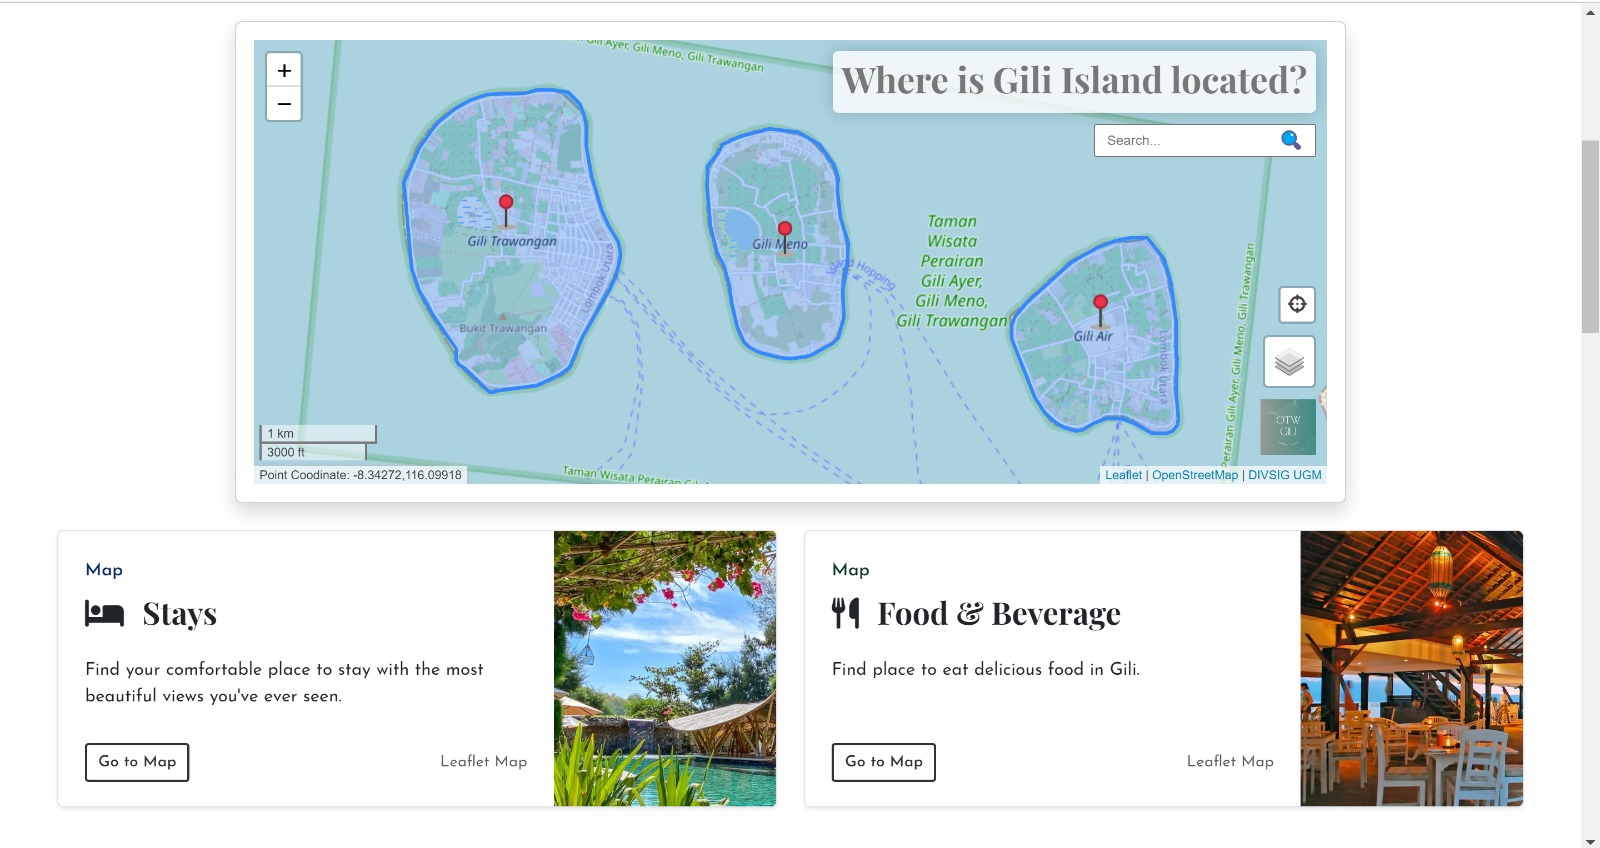 Gili Ayer, Gili Meno, Gili Trawangan
+
−
Where is Gili Island located?
Search...
Gili Trawangan
Bukit Trawangan
Lombok Utara
Gili Meno
Island Hopping
Taman
Wisata
Perairan
Gili Ayer,
Gili Meno,
Gili Trawangan
Gili Air
Lombok Utara
Perairan Gili Ayer, Gili Meno, Gili Trawangan
OTW
GILI
1 km
3000 ft
Taman Wisata Perairan Gili
Point Coodinate: -8.34272,116.09918
Leaflet | OpenStreetMap | DIVSIG UGM
Map
Stays
Find your comfortable place to stay with the most
beautiful views you've ever seen.
Go to Map
Leaflet Map
Map
Food & Beverage
Find place to eat delicious food in Gili.
Go to Map
Leaflet Map